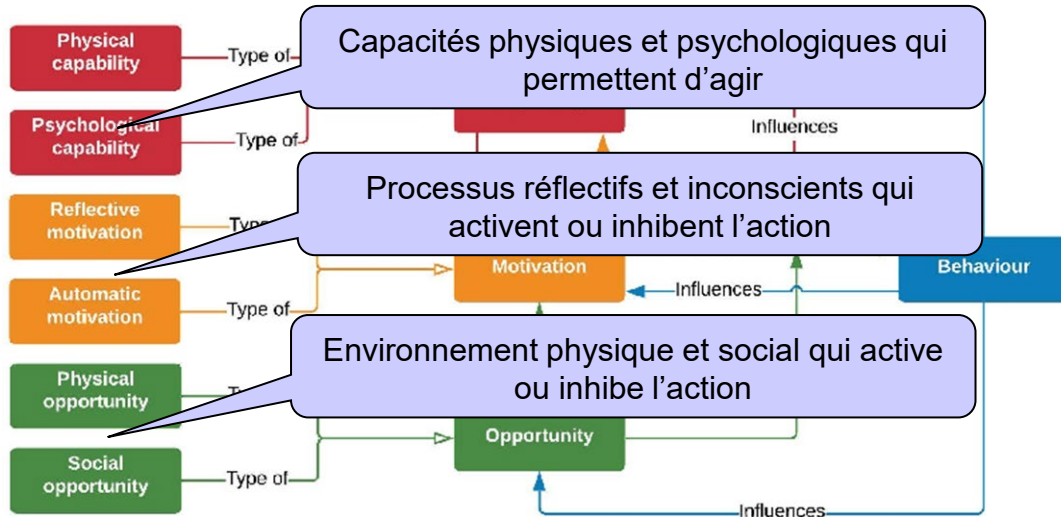 Physical
capability
Type of
Capacités physiques et psychologiques qui
permettent d’agir
Psychological
capability
Type of
Influences
Processus réflectifs et inconscients qui
activent ou inhibent l’action
Reflective
motivation
Motivation
Behaviour
Automatic
motivation
Type of
Influences
Environnement physique et social qui active
ou inhibe l’action
Physical
opportunity
Opportunity
Social
opportunity
Type of
Influences